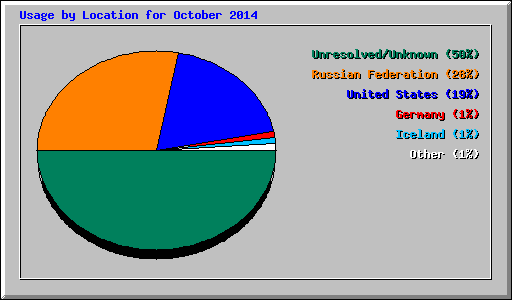 Usage by Location for October 2014
Unresolved/Unknown (50%)
Russian Federation (28%)
United States (19%)
Germany (1%)
Iceland (1%)
Other (1%)